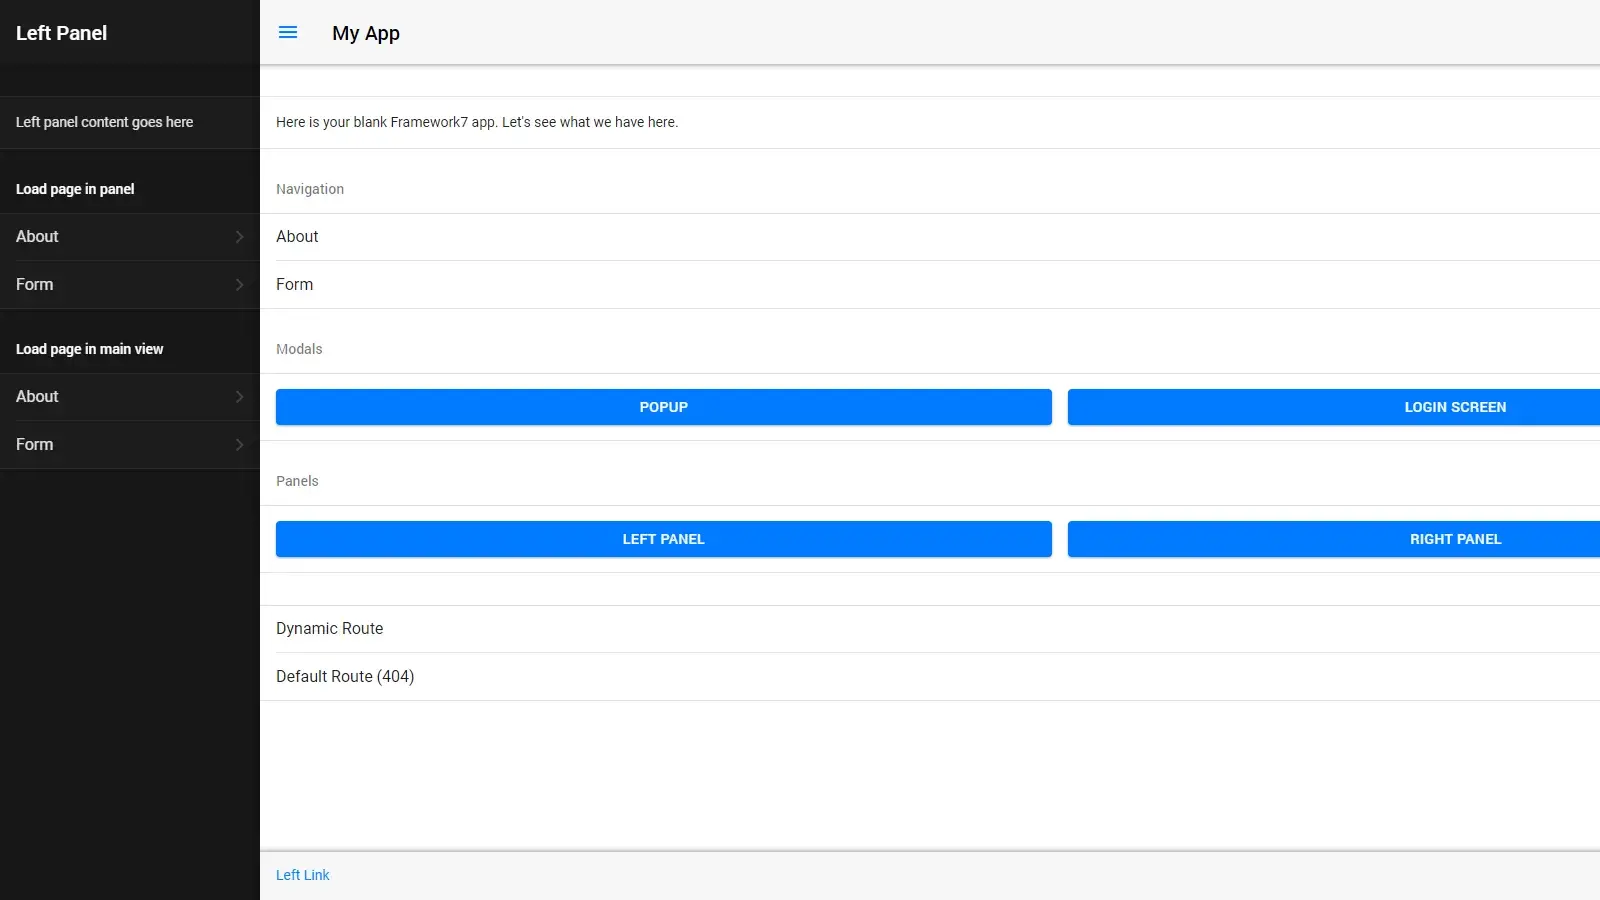 Left Panel
Left panel content goes here
Load page in panel
About
Form
Load page in main view
About
Form
My App
Here is your blank Framework7 app. Let's see what we have here.
Navigation
About
Form
Modals
POPUP
LOGIN SCREEN
Panels
LEFT PANEL
RIGHT PANEL
Dynamic Route
Default Route (404)
Left Link